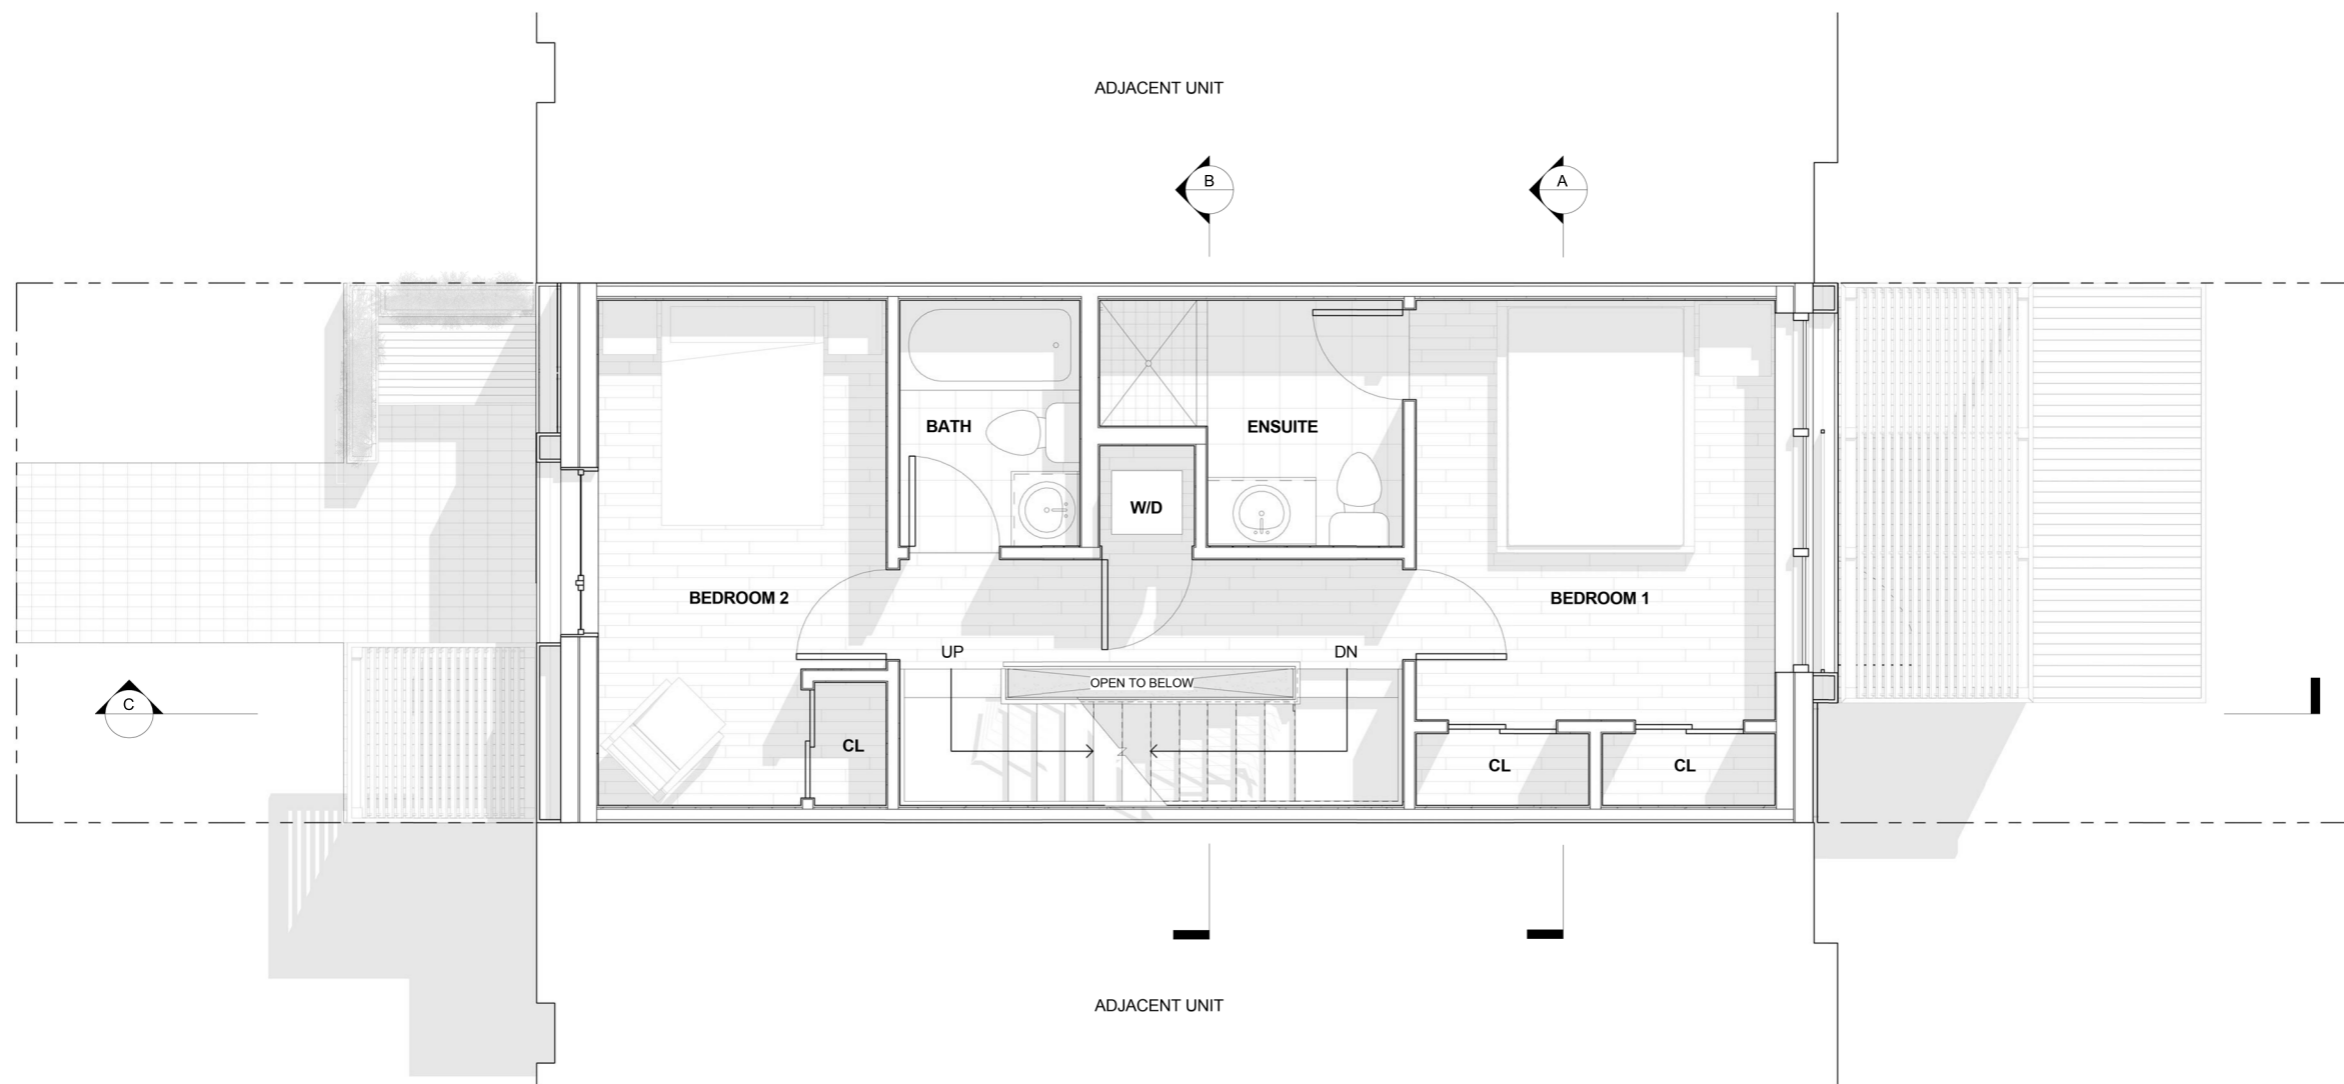 ADJACENT UNIT
B
A
BATH
ENSUITE
W/D
BEDROOM 2
BEDROOM 1
UP
DN
OPEN TO BELOW
C
CL
CL
CL
ADJACENT UNIT